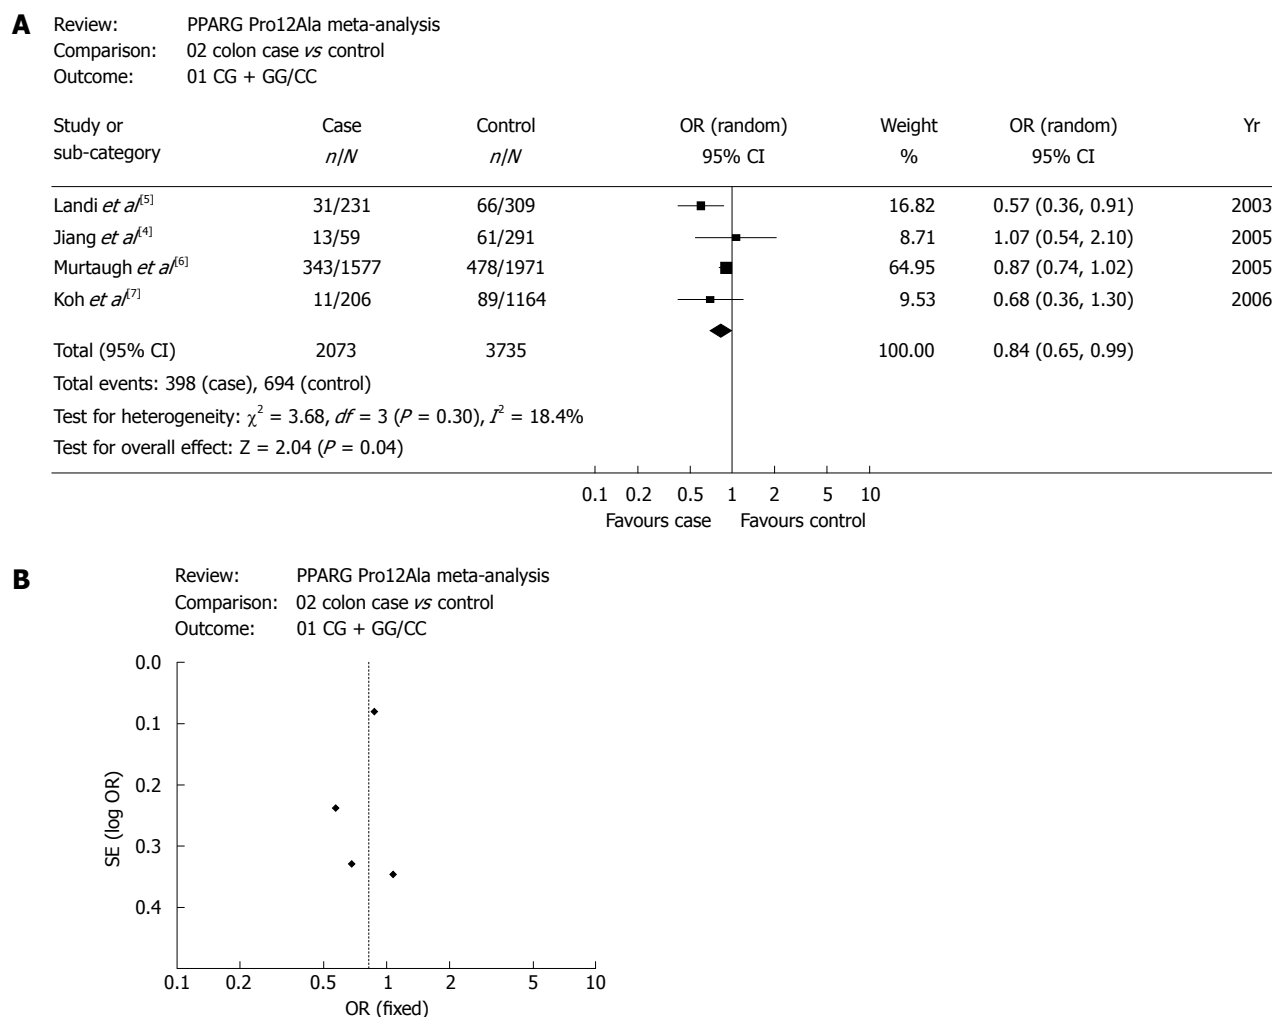 A
Review: PPARG Pro12Ala meta-analysis
Comparison: 02 colon case vs control
Outcome: 01 CG + GG/CC
Study or Case Control OR (random) Weight OR (random) Yr
sub-category n/N n/N 95% CI % 95% CI
Landi et al[5] 31/231 66/309 16.82 0.57 (0.36, 0.91) 2003
Jiang et al[4] 13/59 61/291 8.71 1.07 (0.54, 2.10) 2005
Murtaugh et al[6] 343/1577 478/1971 64.95 0.87 (0.74, 1.02) 2005
Koh et al[7] 11/206 89/1164 9.53 0.68 (0.36, 1.30) 2006
Total (95% CI) 2073 3735 100.00 0.84 (0.65, 0.99)
Total events: 398 (case), 694 (control)
Test for heterogeneity: χ² = 3.68, df = 3 (P = 0.30), I² = 18.4%
Test for overall effect: Z = 2.04 (P = 0.04)
0.1 0.2 0.5 1 2 5 10
Favours case Favours control
B
Review: PPARG Pro12Ala meta-analysis
Comparison: 02 colon case vs control
Outcome: 01 CG + GG/CC
0.0
0.1
0.2
0.3
0.4
SE (log OR)
0.1 0.2 0.5 1 2 5 10
OR (fixed)